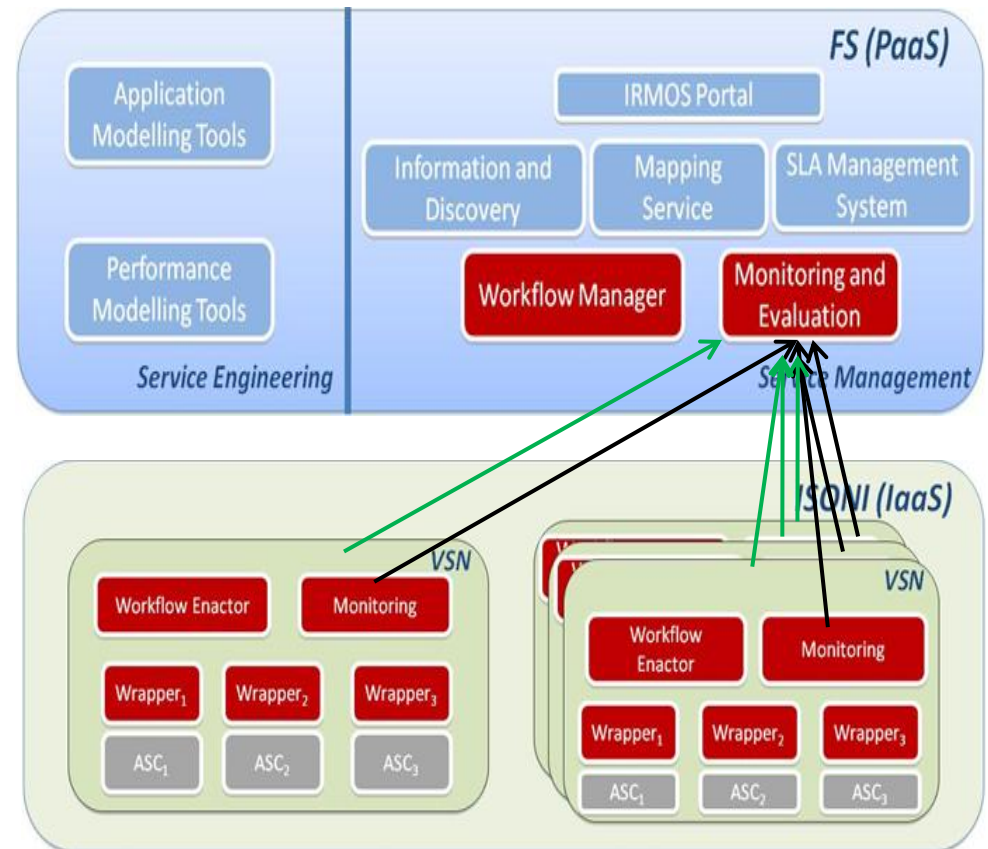 FS (PaaS)
Application
Modelling Tools
Performance
Modelling Tools
Service Engineering
IRMOS Portal
Information and
Discovery
Mapping
Service
SLA Management
System
Workflow Manager
Monitoring and
Evaluation
Service Management
ISONI (IaaS)
VSN
Workflow Enactor
Monitoring
Wrapper₁
Wrapper₂
Wrapper₃
ASC₁
ASC₂
ASC₃
VSN
Workflow
Enactor
Monitoring
Wrapper₁
Wrapper₂
Wrapper₃
ASC₁
ASC₂
ASC₃